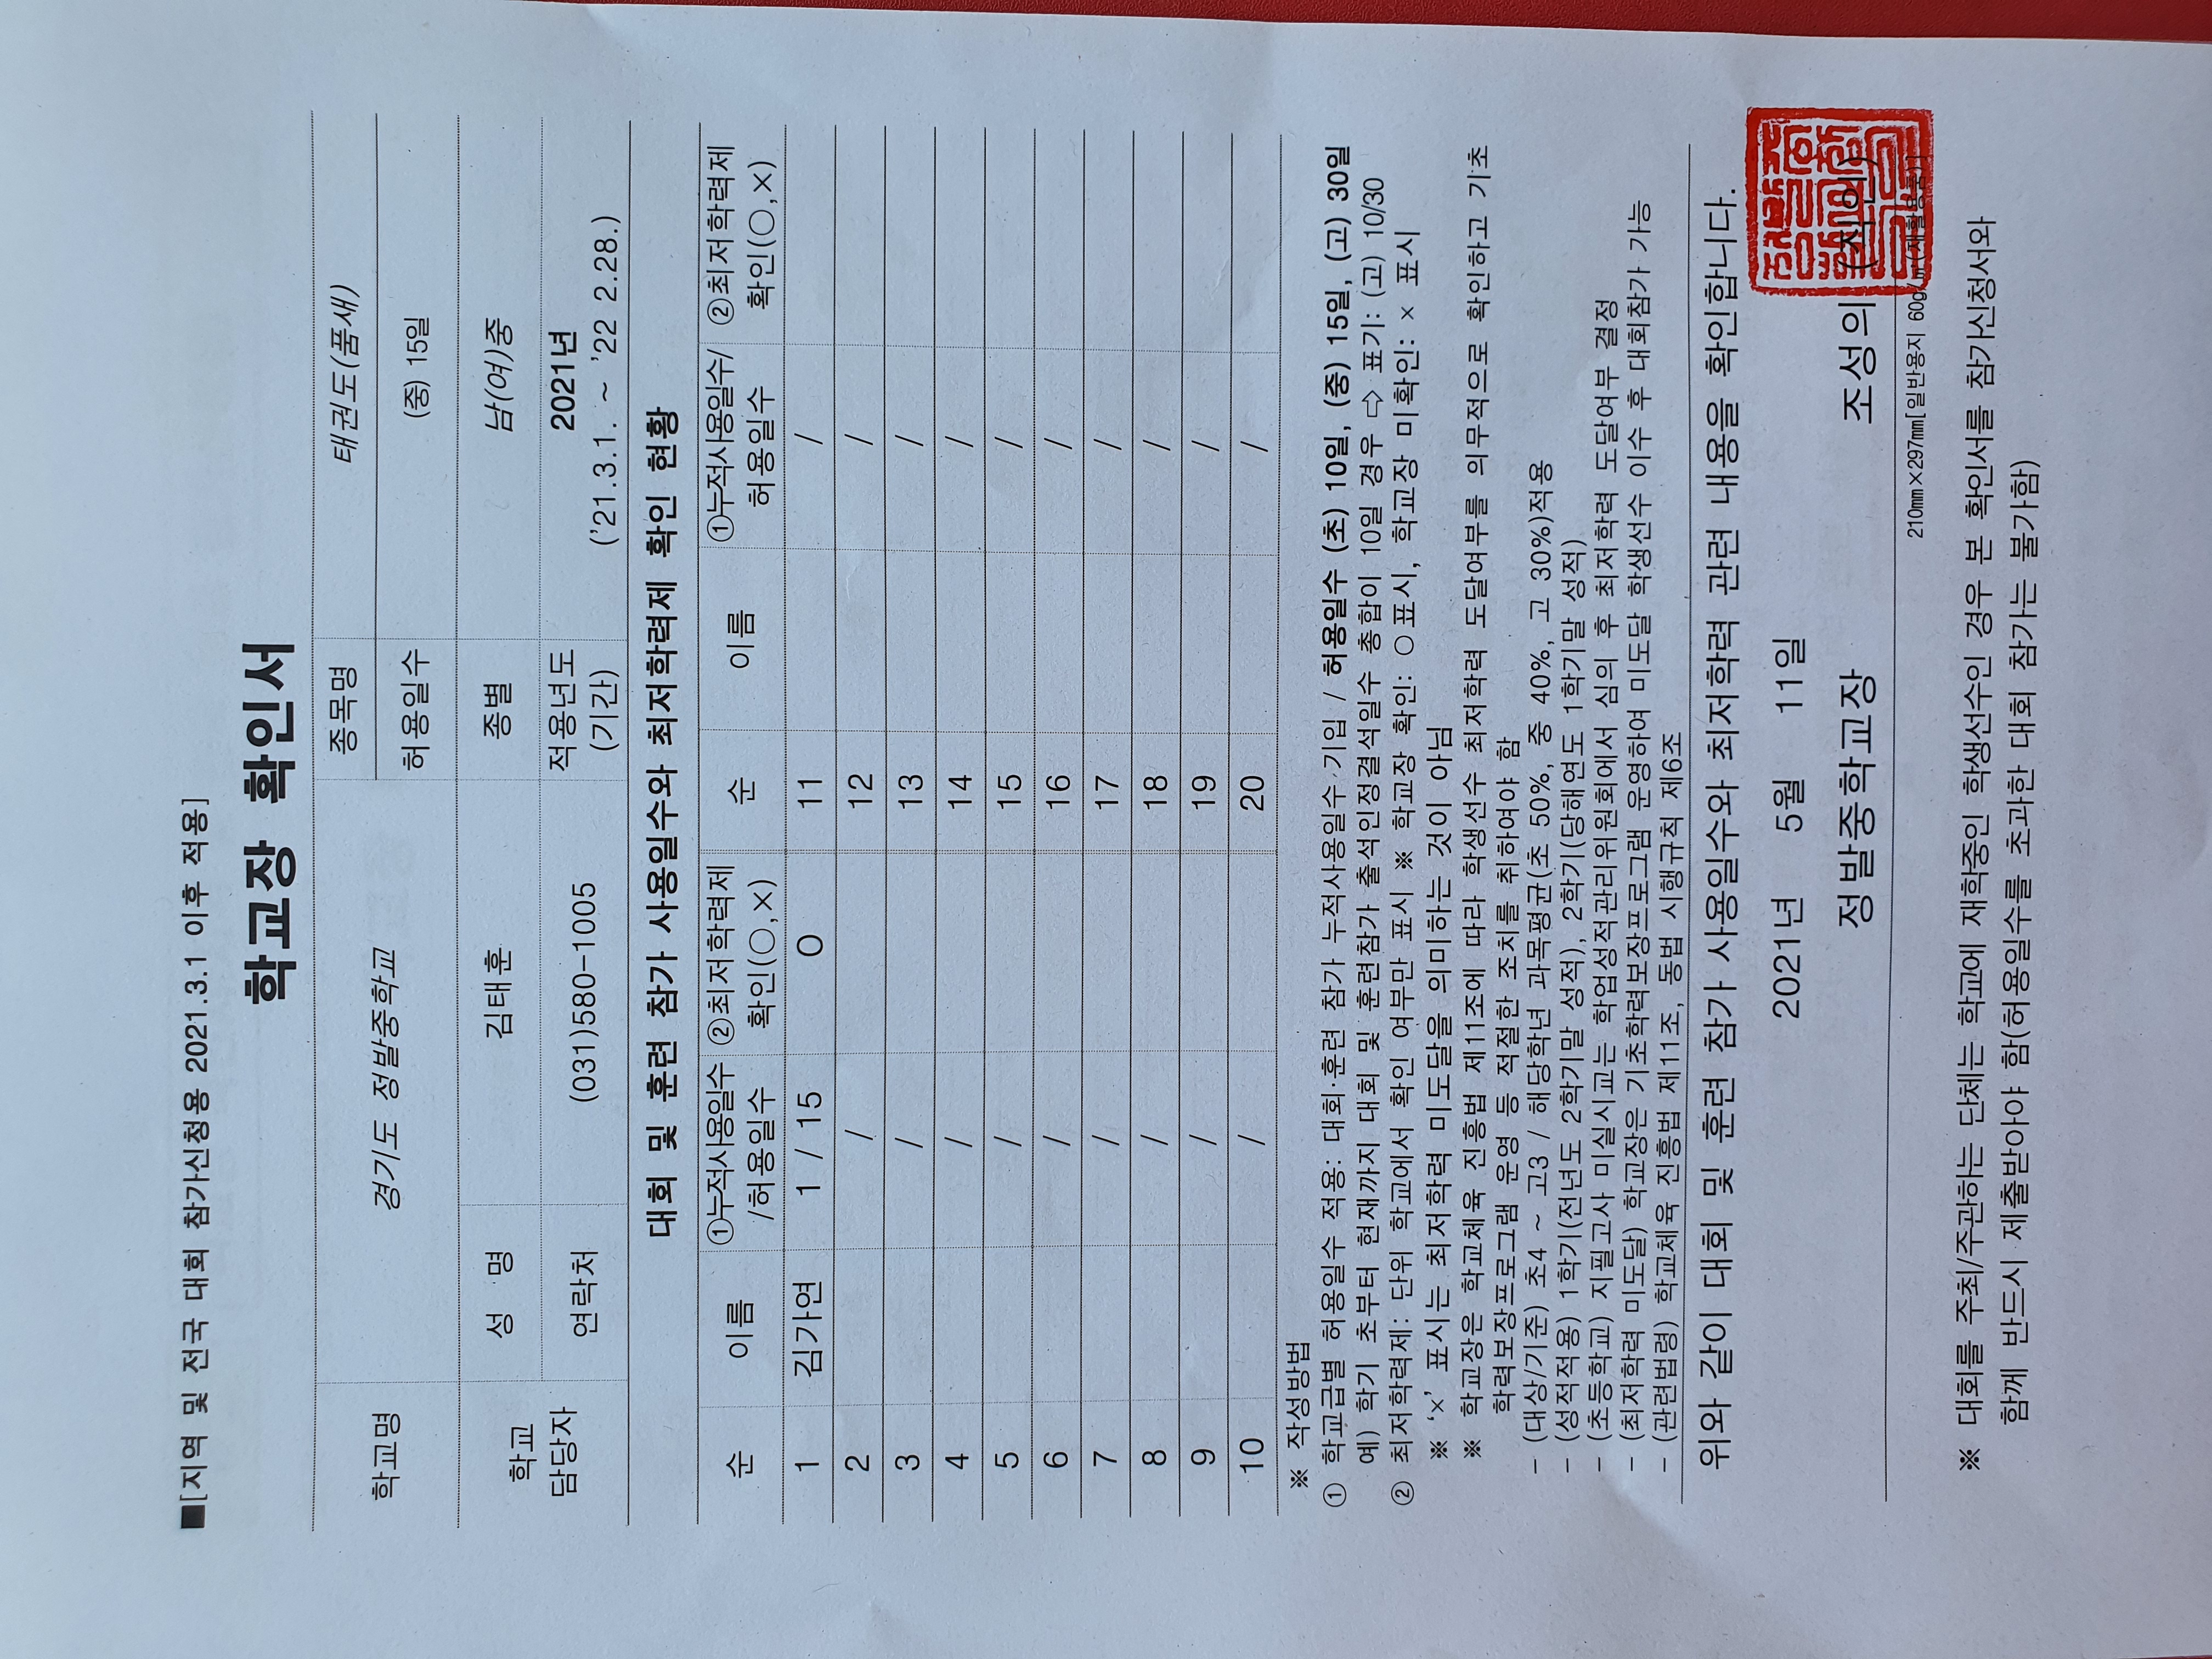 ■[지역 및 전국 대회 참가신청용 2021.3.1 이후 적용]
학교장 확인서
학교명 경기도 정발중학교 종목명 태권도(품새)
허용일수 (중) 15일
학교 담당자 성 명 김태훈 종별 남(여)중
연락처 (031)580-1005 적용년도 (기간) 2021년 ('21.3.1. ~ '22 2.28.)
대회 및 훈련 참가 사용일수와 최저학력제 확인 현황
순 이름 ①누적사용일수 /허용일수 ②최저학력제 확인(○,×) 순 이름 ①누적사용일수/ 허용일수 ②최저학력제 확인(○,×)
1 김가연 1 / 15 O 11 /
2 / 12 /
3 / 13 /
4 / 14 /
5 / 15 /
6 / 16 /
7 / 17 /
8 / 18 /
9 / 19 /
10 / 20 /
※ 작성방법
① 학교급별 허용일수 적용: 대회·훈련 참가 누적사용일수 기입 / 허용일수 (초) 10일, (중) 15일, (고) 30일
예) 학기 초부터 현재까지 대회 및 훈련참가 출석인정결석일수 총합이 10일 경우 ⇨ 표기: (고) 10/30
② 최저학력제: 단위 학교에서 확인 여부만 표시 ※ 학교장 확인: ○ 표시, 학교장 미확인: × 표시
※ '×' 표시는 최저학력 미도달을 의미하는 것이 아님
※ 학교장은 학교체육 진흥법 제11조에 따라 학생선수 최저학력 도달여부를 의무적으로 확인하고 기초
학력보장프로그램 운영 등 적절한 조치를 취하여야 함
- (대상/기준) 초4 ~ 고3 / 해당학년 과목평균(초 50%, 중 40%, 고 30%)적용
- (성적적용) 1학기(전년도 2학기말 성적), 2학기(당해연도 1학기말 성적)
- (초등학교) 지필고사 미실시교는 학업성적관리위원회에서 심의 후 최저학력 도달여부 결정
- (최저학력 미도달) 학교장은 기초학력보장프로그램 운영하여 미도달 학생선수 이수 후 대회참가 가능
- (관련법령) 학교체육 진흥법 제11조, 동법 시행규칙 제6조
위와 같이 대회 및 훈련 참가 사용일수와 최저학력 관련 내용을 확인합니다.
2021년 5월 11일
정발중학교장 조성의 (직인)
210mm×297mm[일반용지 60g/㎡(재활용품)]
※ 대회를 주최/주관하는 단체는 학교에 재학중인 학생선수인 경우 본 확인서를 참가신청서와
함께 반드시 제출받아야 함(허용일수를 초과한 대회 참가는 불가함)